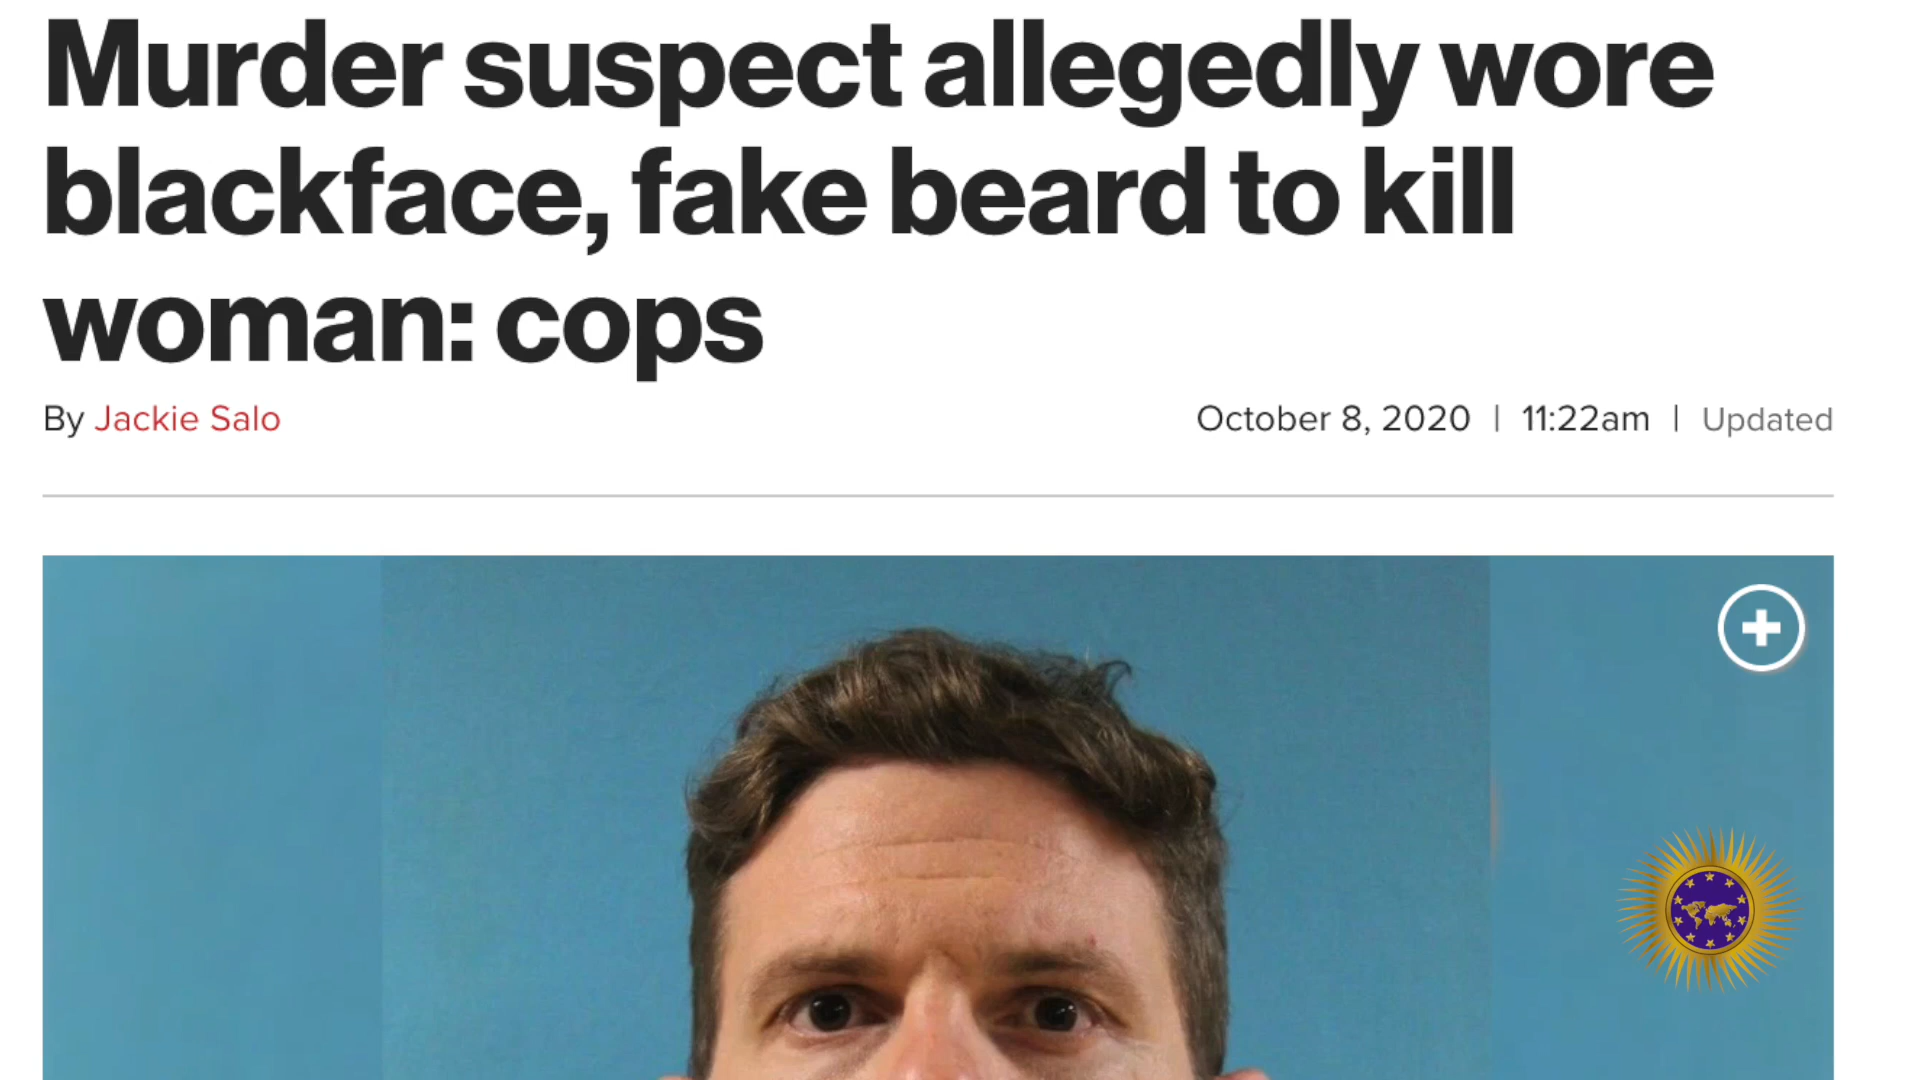 Murder suspect allegedly wore
blackface, fake beard to kill
woman: cops
By Jackie Salo
October 8, 2020 | 11:22am | Updated